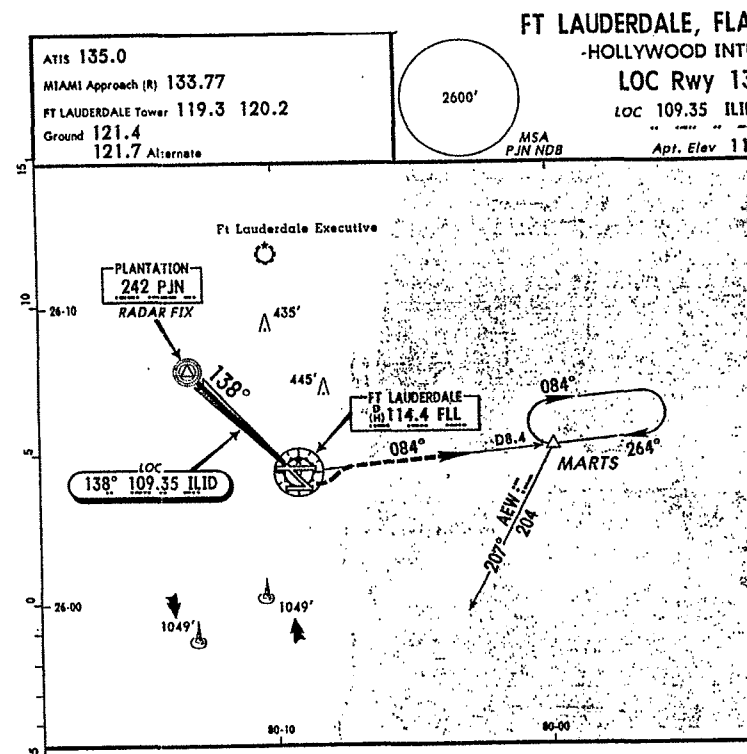 FT LAUDERDALE, FLA
-HOLLYWOOD INT
LOC Rwy 13
LOC 109.35 ILI
Apt. Elev 11
ATIS 135.0
MIAMI Approach (R) 133.77
FT LAUDERDALE Tower 119.3 120.2
Ground 121.4
121.7 Alternate
2600'
MSA
PJN NDB
15
Ft Lauderdale Executive
PLANTATION
242 PJN
RADAR FIX
10
26-10
435'
138°
445'
084°
FT LAUDERDALE
D
(H) 114.4 FLL
084°
D8.4
264°
MARTS
5
LOC
138° 109.35 ILID
207° AEW
204
0
26-00
1049'
1049'
5
80-10
80-00